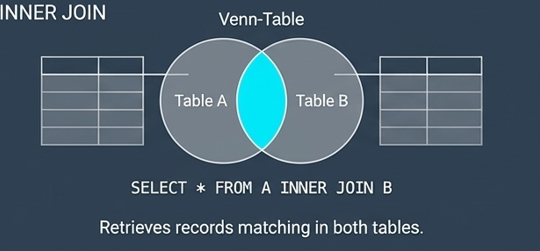 INNER JOIN
Venn-Table
Table A
Table B
SELECT * FROM A INNER JOIN B
Retrieves records matching in both tables.